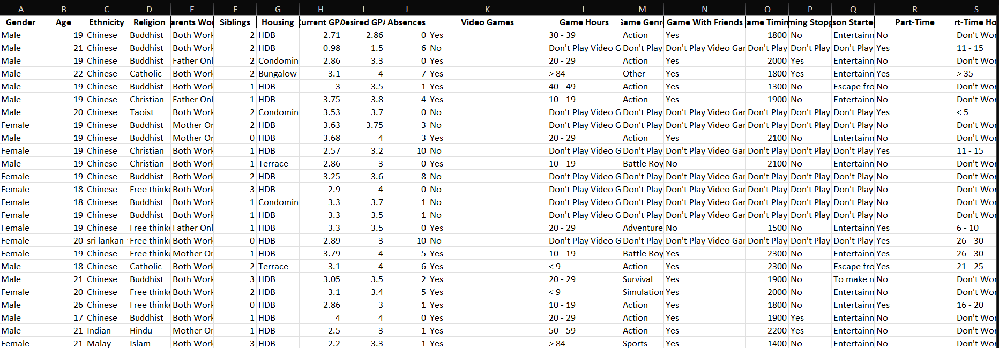 A B C D E F G H I J K L M N O P Q R S
Gender Age Ethnicity Religion arents Wor Siblings Housing Current GPA Desired GPA Absences Video Games Game Hours Game Genre Game With Friends ame Timin ming Stopp son Starte Part-Time rt-Time Ho
Male 19 Chinese Buddhist Both Work 2 HDB 2.71 2.86 0 Yes 30 - 39 Action Yes 1800 No Entertainm No Don't Wor
Male 21 Chinese Buddhist Both Work 2 HDB 0.98 1.5 6 No Don't Play Video G Don't Play Don't Play Video Gar Don't Play Don't Play Don't Play Yes 11 - 15
Male 19 Chinese Buddhist Father Onl 2 Condomin 2.86 3.3 0 Yes 20 - 29 Action Yes 2000 Yes Entertainm No Don't Wor
Male 22 Chinese Catholic Both Work 2 Bungalow 3.1 4 7 Yes > 84 Other Yes 1800 Yes Entertainm Yes > 35
Male 19 Chinese Buddhist Both Work 1 HDB 3 3.5 1 Yes 40 - 49 Action Yes 1300 No Escape fro No Don't Wor
Male 19 Chinese Christian Father Onl 1 HDB 3.75 3.8 4 Yes 10 - 19 Action Yes 1900 No Entertainm No Don't Wor
Male 20 Chinese Taoist Both Work 2 Condomin 3.53 3.7 0 No Don't Play Video G Don't Play Don't Play Video Gar Don't Play Don't Play Don't Play Yes < 5
Female 19 Chinese Buddhist Mother Or 2 HDB 3.63 3.75 3 No Don't Play Video G Don't Play Don't Play Video Gar Don't Play Don't Play Don't Play No Don't Wor
Male 19 Chinese Buddhist Mother Or 0 HDB 3.68 4 3 Yes 20 - 29 Action Yes 2100 No Entertainm No Don't Wor
Female 19 Chinese Christian Both Work 1 HDB 2.57 3.2 10 No Don't Play Video G Don't Play Don't Play Video Gar Don't Play Don't Play Don't Play Yes 11 - 15
Male 19 Chinese Christian Both Work 1 Terrace 2.86 3 0 Yes 10 - 19 Battle Roy No 2100 No Entertainm No Don't Wor
Female 19 Chinese Buddhist Both Work 2 HDB 3.25 3.6 8 No Don't Play Video G Don't Play Don't Play Video Gar Don't Play Don't Play Don't Play No Don't Wor
Female 18 Chinese Free thinke Both Work 3 HDB 2.9 4 0 No Don't Play Video G Don't Play Don't Play Video Gar Don't Play Don't Play Don't Play No Don't Wor
Female 18 Chinese Buddhist Both Work 1 Condomin 3.3 3.7 1 No Don't Play Video G Don't Play Don't Play Video Gar Don't Play Don't Play Don't Play No Don't Wor
Female 19 Chinese Buddhist Both Work 1 HDB 3.3 3.5 1 No Don't Play Video G Don't Play Don't Play Video Gar Don't Play Don't Play Don't Play No Don't Wor
Female 19 Chinese Free thinke Father Onl 1 HDB 3.3 3.5 0 Yes 20 - 29 Adventure No 1500 No Entertainm Yes 6 - 10
Female 20 sri lankan- Free thinke Both Work 0 HDB 2.89 3 10 No Don't Play Video G Don't Play Don't Play Video Gar Don't Play Don't Play Don't Play Yes 26 - 30
Female 19 Chinese Free thinke Mother Or 1 HDB 3.79 4 5 Yes 10 - 19 Battle Roy Yes 2300 No Entertainm Yes 26 - 30
Male 18 Chinese Catholic Both Work 2 Terrace 3.1 4 6 Yes < 9 Action Yes 2300 No Escape fro Yes 21 - 25
Male 21 Chinese Buddhist Both Work 3 HDB 3.05 3.5 2 Yes 20 - 29 Survival Yes 1900 No To make n No Don't Wor
Female 20 Chinese Free thinke Both Work 2 HDB 3.1 3.4 5 Yes < 9 Simulation Yes 2000 No Entertainm No Don't Wor
Male 26 Chinese Free thinke Both Work 0 HDB 2.86 3 1 Yes 10 - 19 Action Yes 1800 No Entertainm Yes 16 - 20
Male 17 Chinese Buddhist Both Work 1 HDB 4 4 0 Yes 20 - 29 Action Yes 1900 Yes Entertainm No Don't Wor
Male 21 Indian Hindu Mother Or 1 HDB 2.5 3 1 Yes 50 - 59 Action Yes 2200 Yes Entertainm No Don't Wor
Female 21 Malay Islam Both Work 3 HDB 2.2 3.3 1 Yes > 84 Sports Yes 1400 No Entertainm No Don't Wor